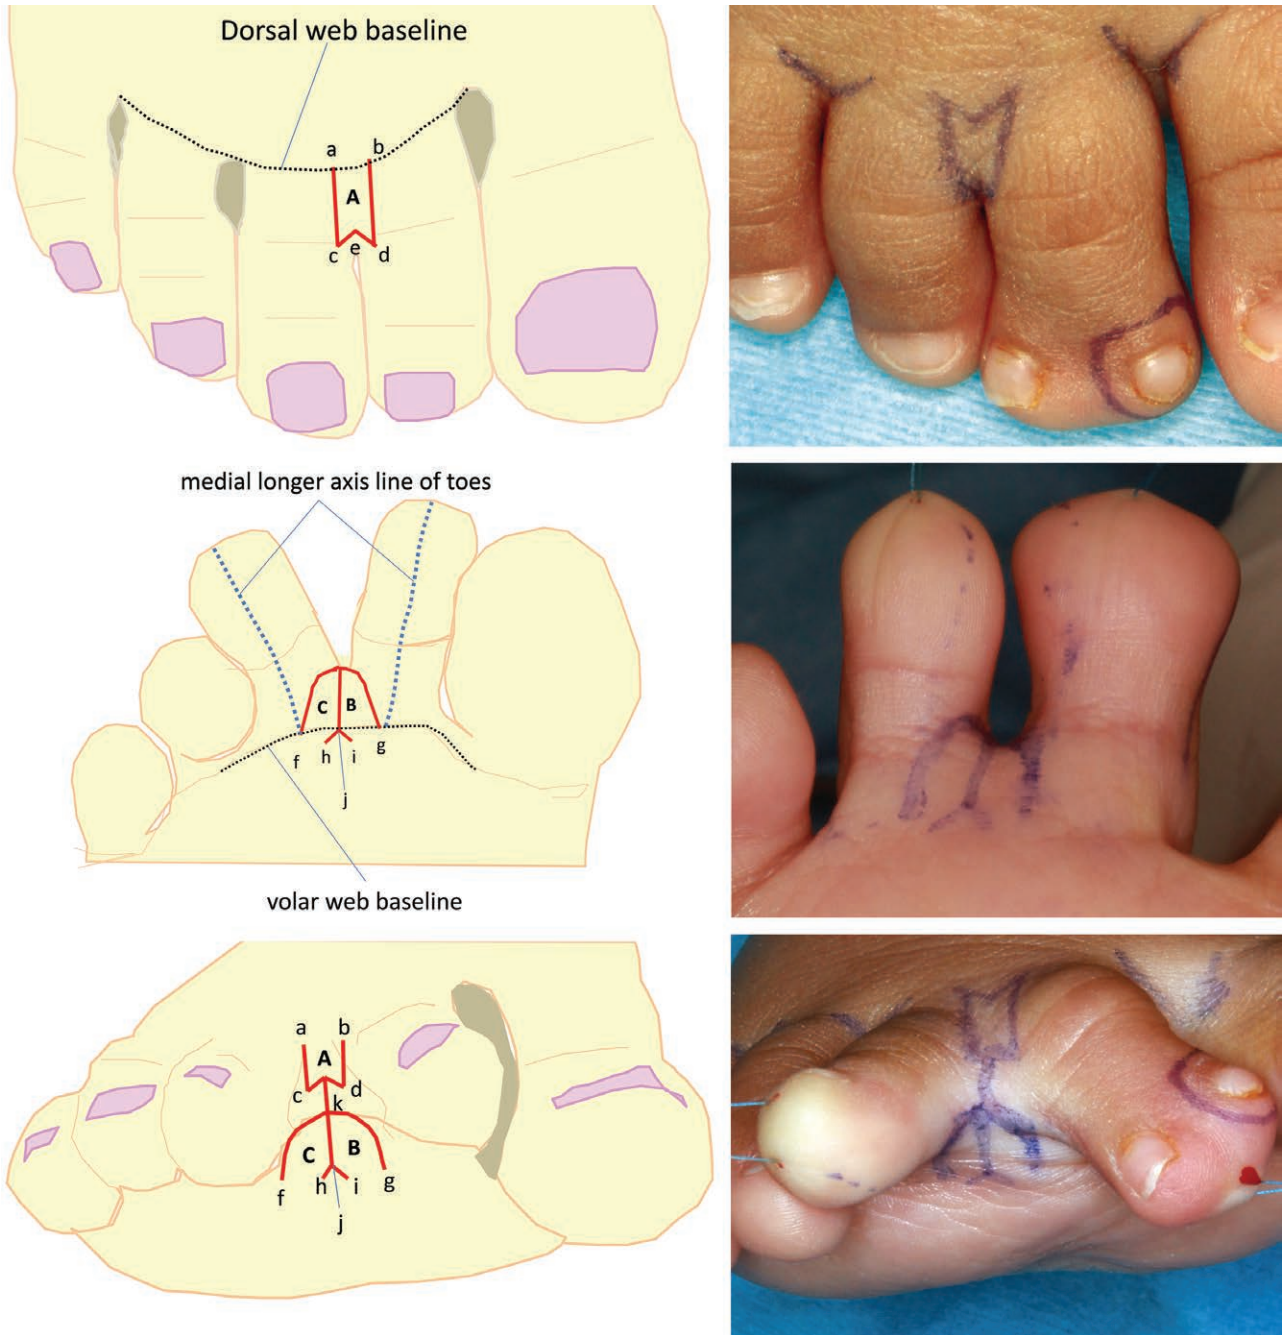 Dorsal web baseline
a
b
A
c
e
d
medial longer axis line of toes
C
B
f
h
i
g
j
volar web baseline
a
b
A
c
d
k
C
B
f
h
i
g
j